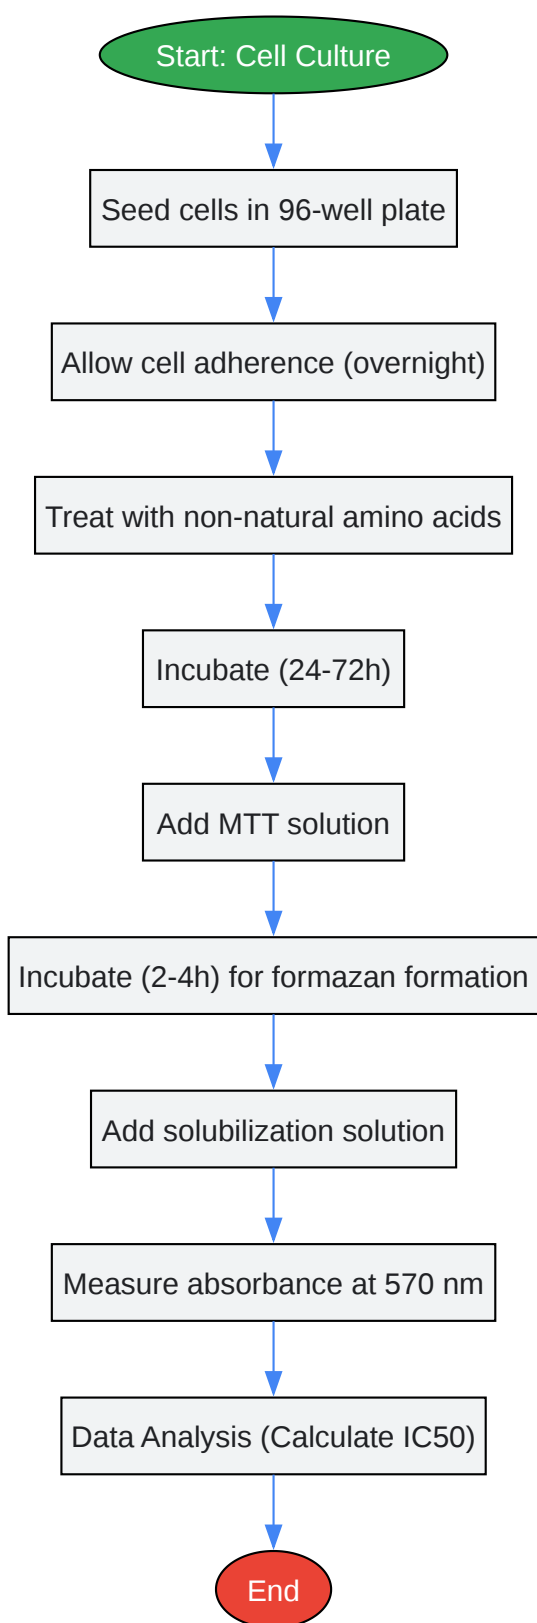 Start: Cell Culture
Seed cells in 96-well plate
Allow cell adherence (overnight)
Treat with non-natural amino acids
Incubate (24-72h)
Add MTT solution
Incubate (2-4h) for formazan formation
Add solubilization solution
Measure absorbance at 570 nm
Data Analysis (Calculate IC50)
End